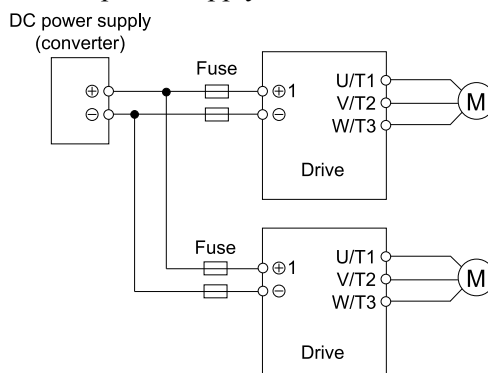 DC power supply
(converter)
⊕
⊖
Fuse
⊕1
⊖
U/T1
V/T2
W/T3
M
Drive
Fuse
⊕1
⊖
U/T1
V/T2
W/T3
M
Drive